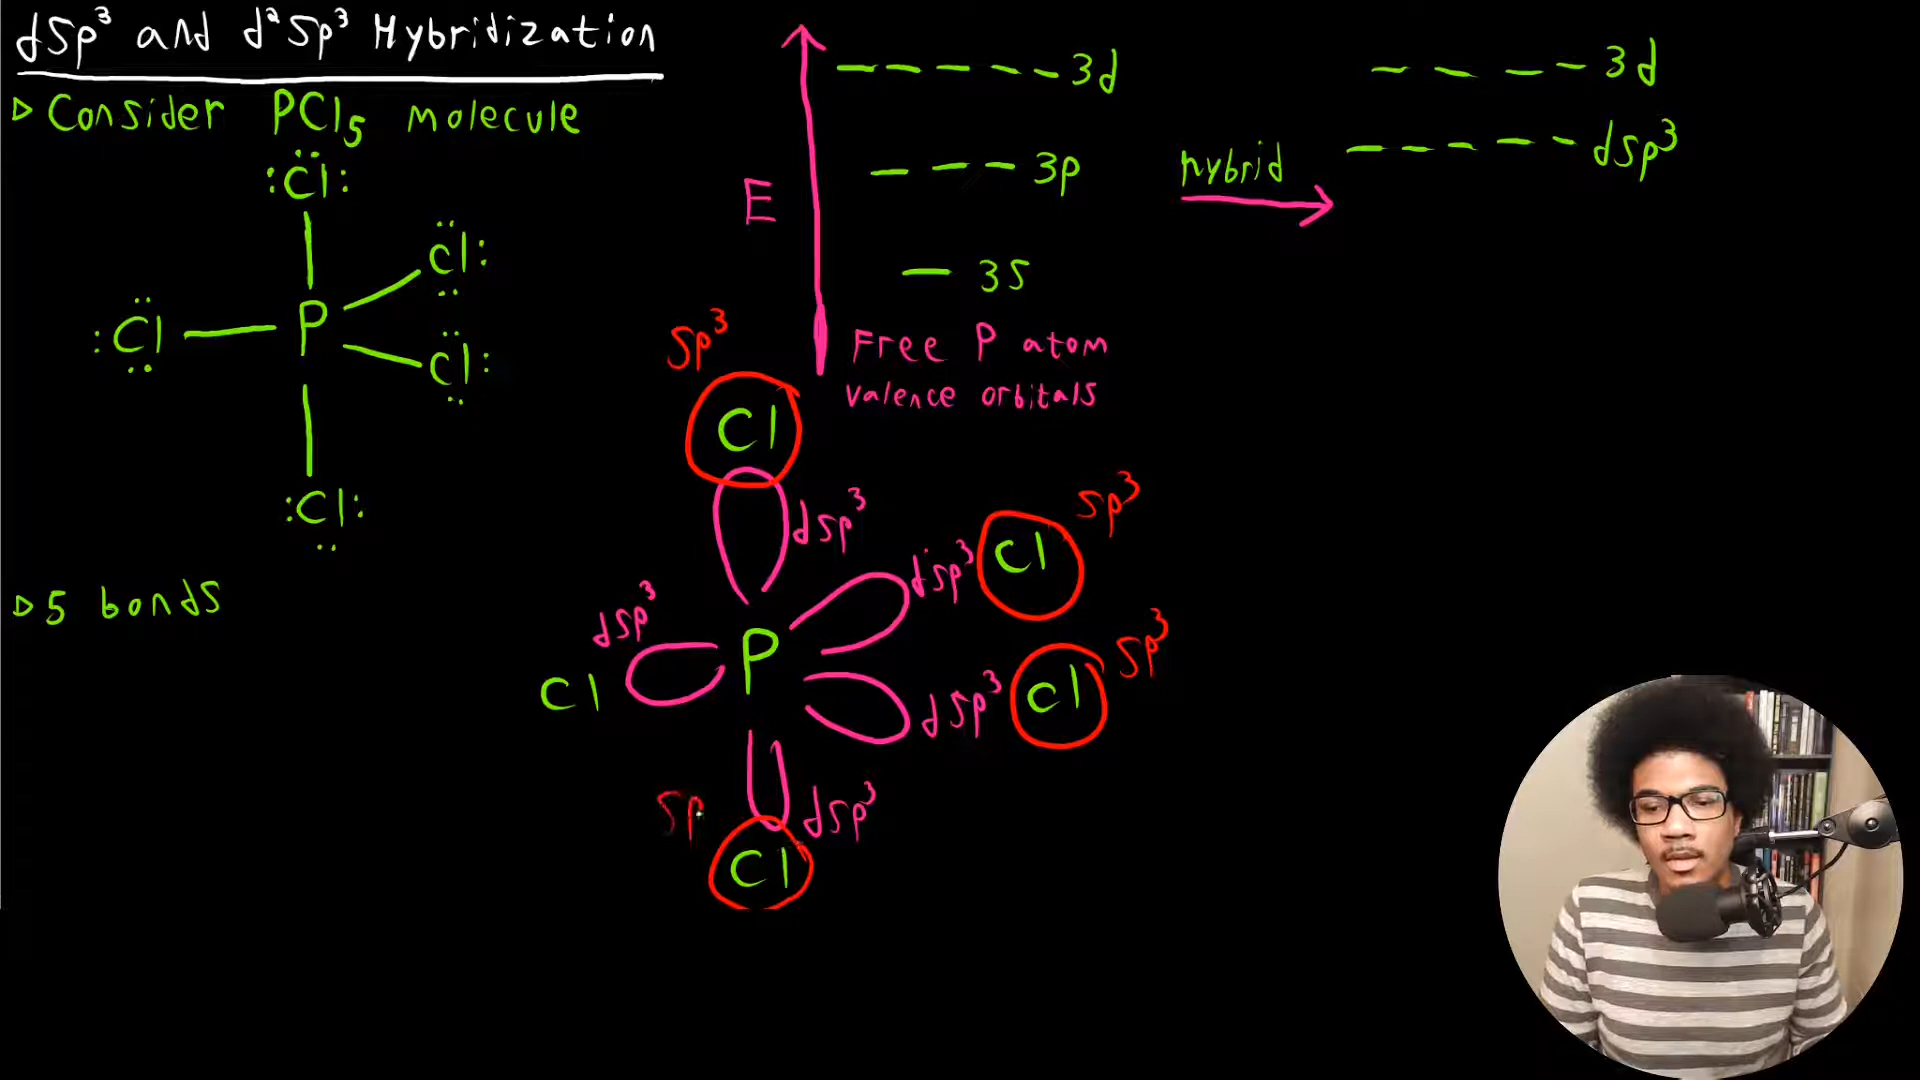 dsp³ and d²sp³ Hybridization
▷ Consider PCl₅ molecule
:Cl:
Cl:
:Cl
P
Cl:
:Cl:
▷ 5 bonds
E
3d
3p
3s
Free P atom
valence orbitals
hybrid
3d
dsp³
sp³
Cl
dsp³
dsp³
Cl
sp³
dsp³
Cl
P
dsp³
Cl
sp³
sp
dsp³
Cl